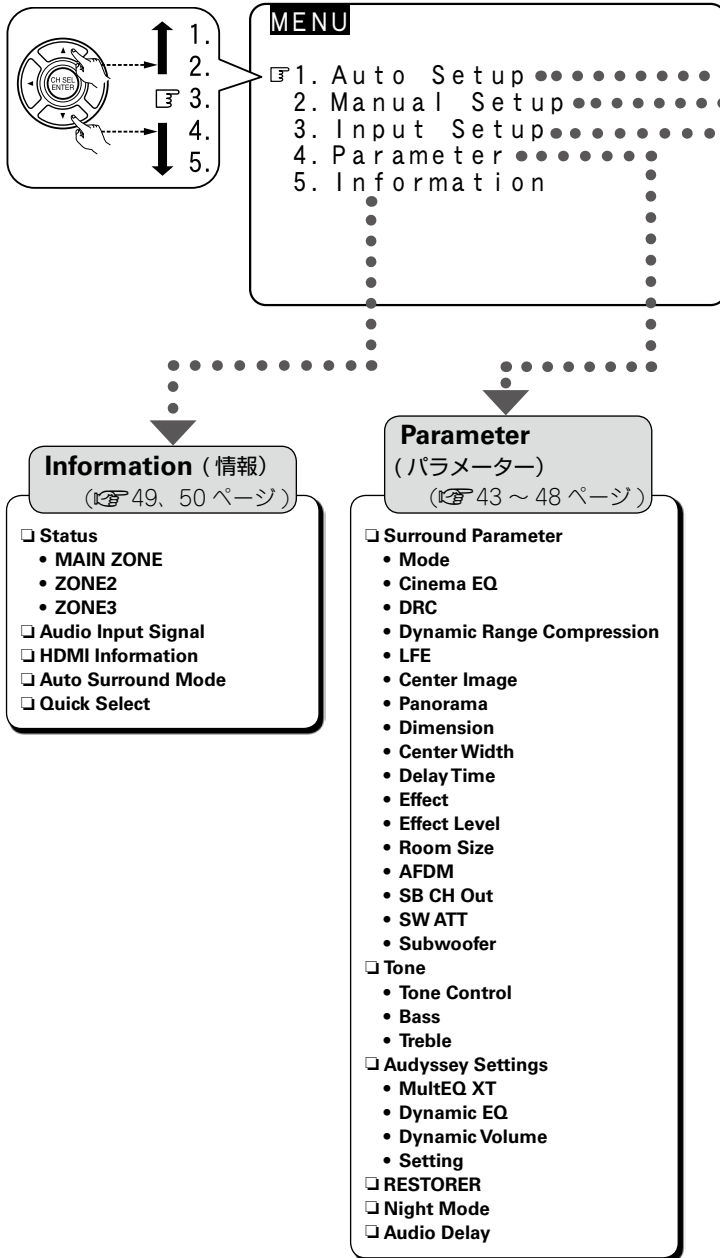 CH SEL
ENTER
1.
2.
☞ 3.
4.
5.
MENU
☞1. Auto Setup
2. Manual Setup
3. Input Setup
4. Parameter
5. Information
Information (情報)
(☞49、50 ページ)
❏ Status
• MAIN ZONE
• ZONE2
• ZONE3
❏ Audio Input Signal
❏ HDMI Information
❏ Auto Surround Mode
❏ Quick Select
Parameter
(パラメーター)
(☞43 ~ 48 ページ)
❏ Surround Parameter
• Mode
• Cinema EQ
• DRC
• Dynamic Range Compression
• LFE
• Center Image
• Panorama
• Dimension
• Center Width
• Delay Time
• Effect
• Effect Level
• Room Size
• AFDM
• SB CH Out
• SW ATT
• Subwoofer
❏ Tone
• Tone Control
• Bass
• Treble
❏ Audyssey Settings
• MultEQ XT
• Dynamic EQ
• Dynamic Volume
• Setting
❏ RESTORER
❏ Night Mode
❏ Audio Delay